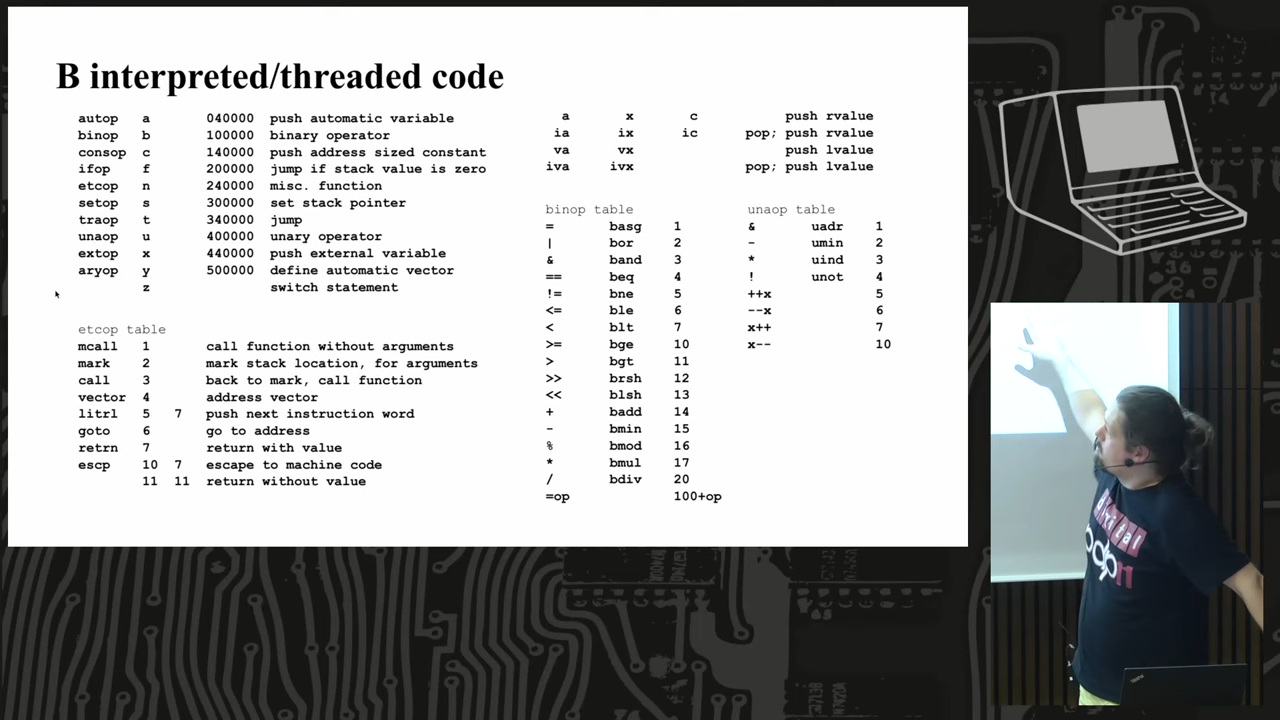 B interpreted/threaded code
autop a 040000 push automatic variable
binop b 100000 binary operator
consop c 140000 push address sized constant
ifop f 200000 jump if stack value is zero
etcop n 240000 misc. function
setop s 300000 set stack pointer
traop t 340000 jump
unaop u 400000 unary operator
extop x 440000 push external variable
aryop y 500000 define automatic vector
z switch statement
etcop table
mcall 1 call function without arguments
mark 2 mark stack location, for arguments
call 3 back to mark, call function
vector 4 address vector
litrl 5 7 push next instruction word
goto 6 go to address
retrn 7 return with value
escp 10 7 escape to machine code
11 11 return without value
a x c push rvalue
ia ix ic pop; push rvalue
va vx push lvalue
iva ivx pop; push lvalue
binop table
= basg 1
| bor 2
& band 3
== beq 4
!= bne 5
<= ble 6
< blt 7
>= bge 10
> bgt 11
>> brsh 12
<< blsh 13
+ badd 14
- bmin 15
% bmod 16
* bmul 17
/ bdiv 20
=op 100+op
unaop table
& uadr 1
- umin 2
* uind 3
! unot 4
++x 5
--x 6
x++ 7
x-- 10
digital
pdp11